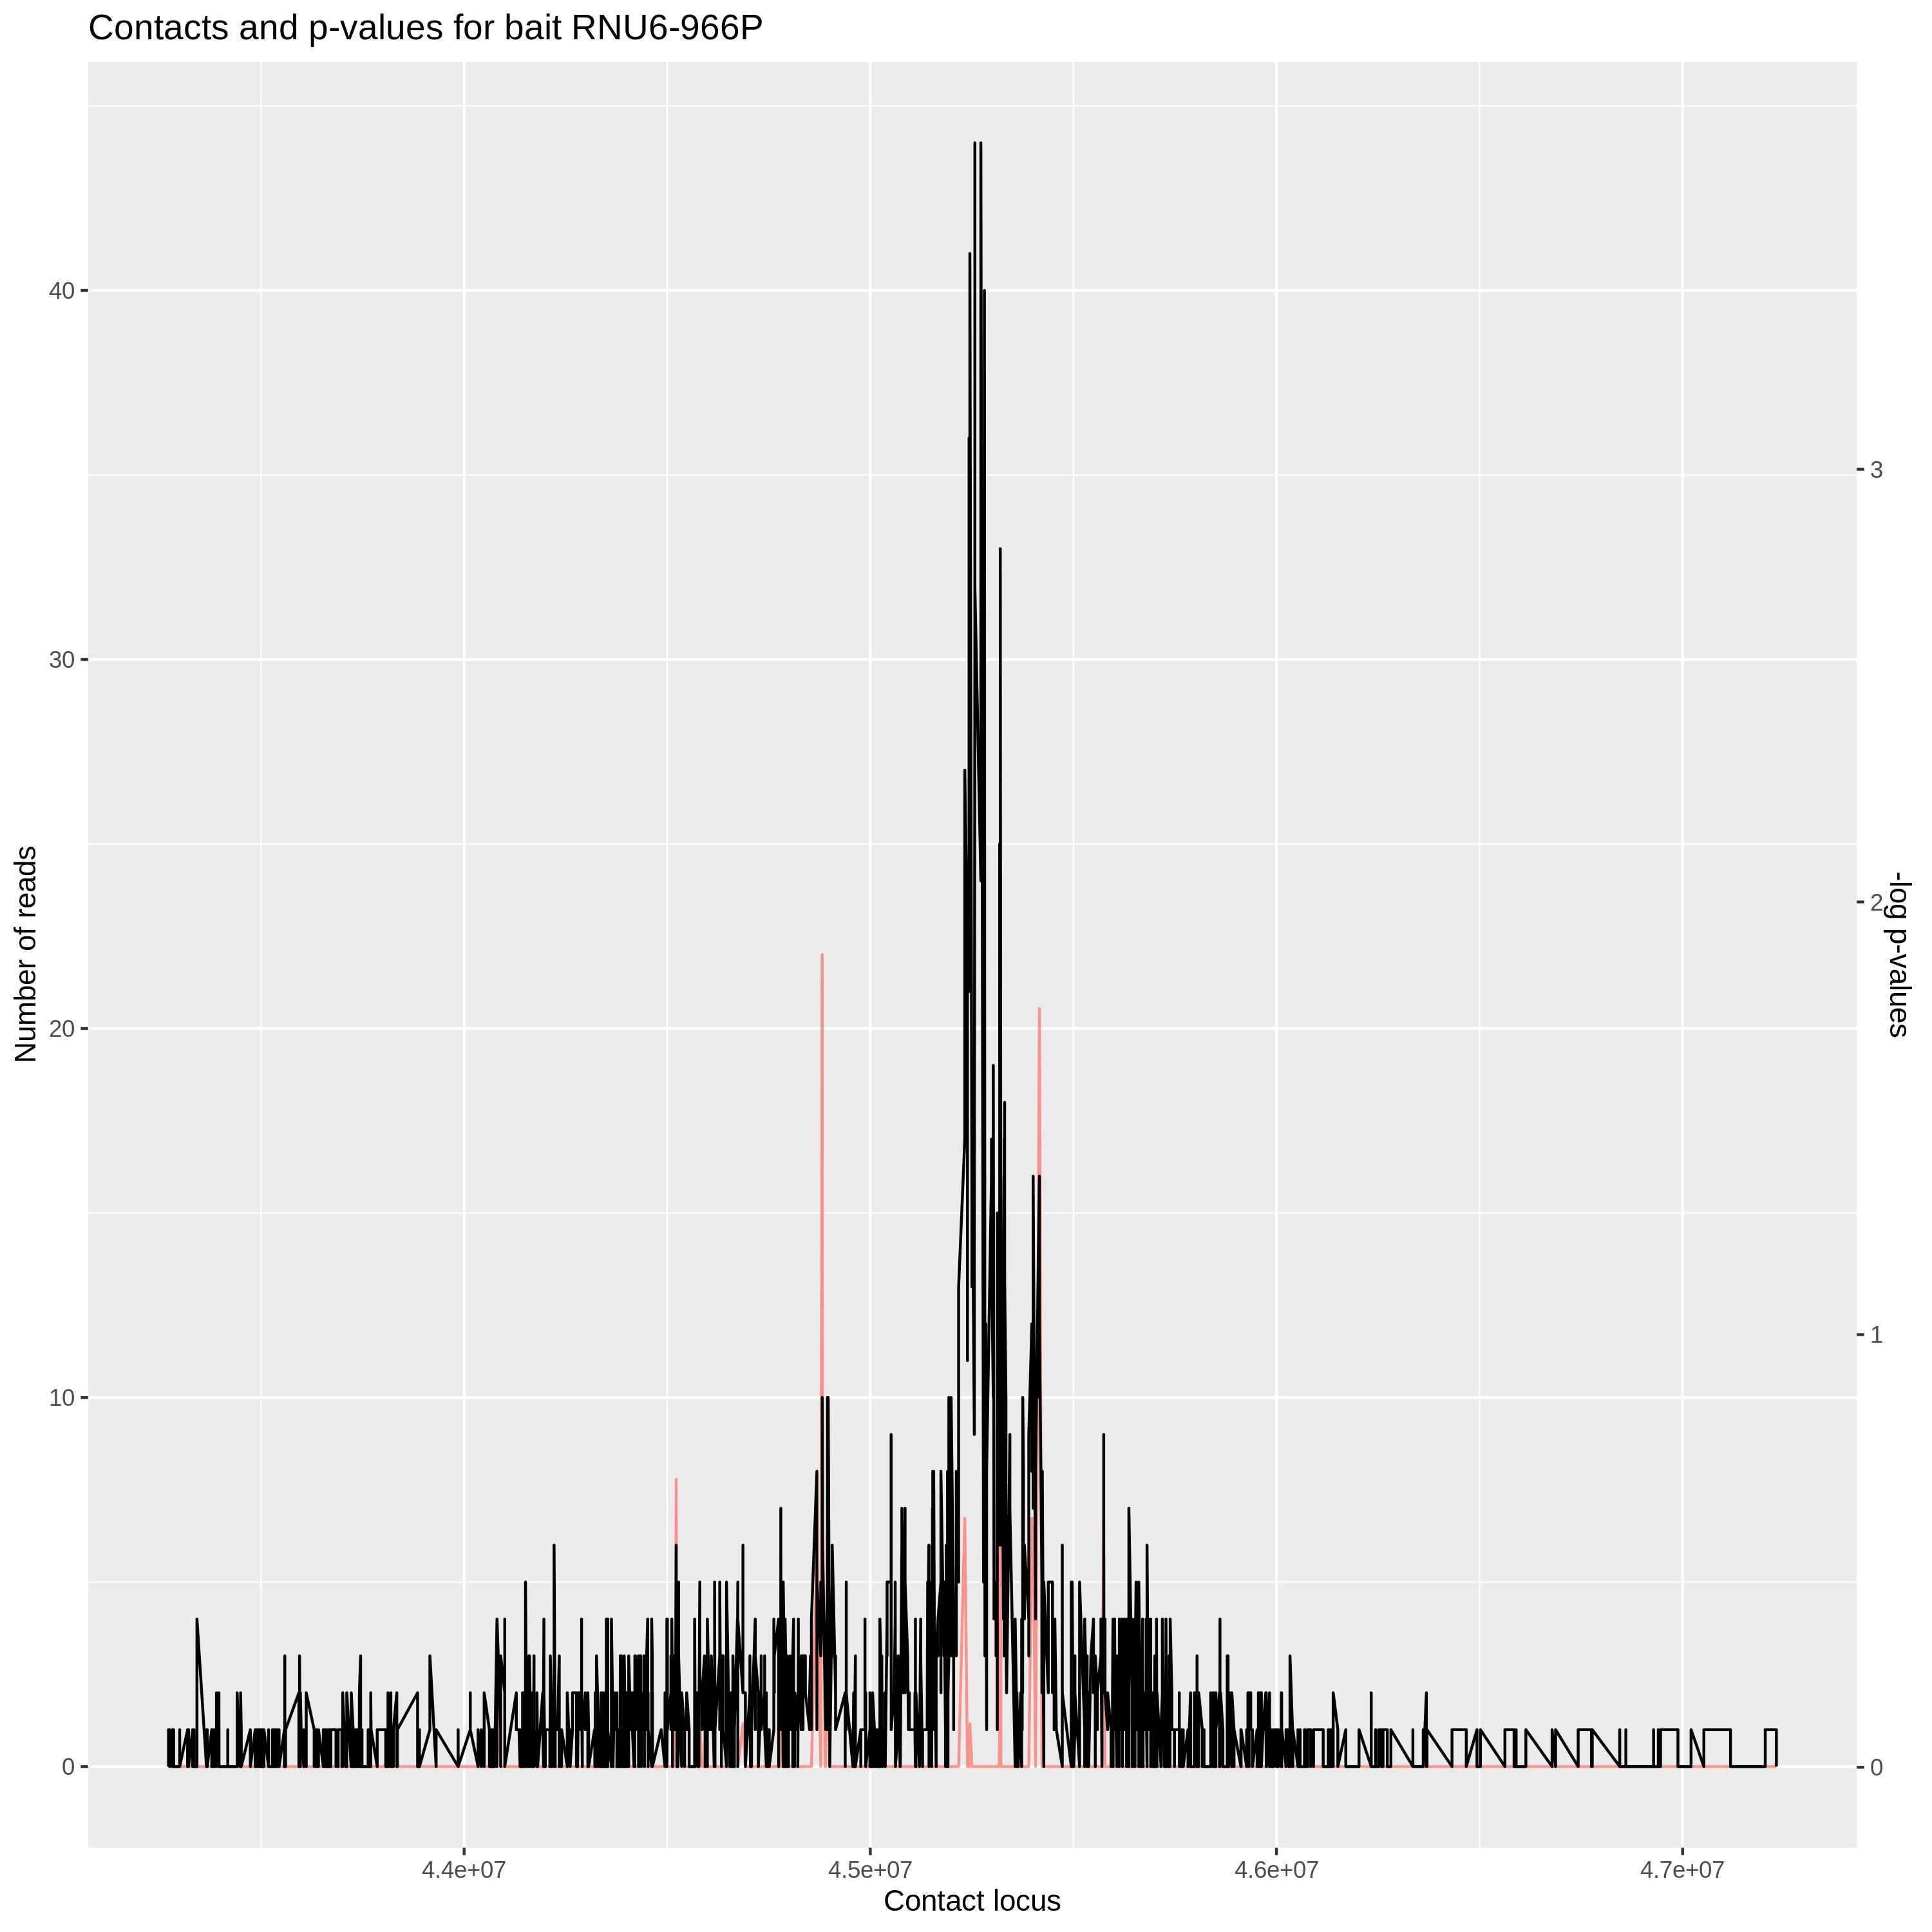 Contacts and p-values for bait RNU6-966P
Number of reads
40
30
20
10
0
3
2
1
0
-log p-values
4.4e+07
4.5e+07
4.6e+07
4.7e+07
Contact locus